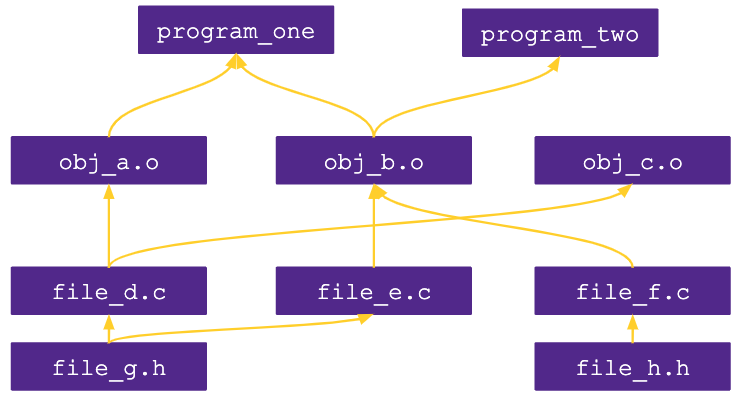 program_one
program_two
obj_a.o
obj_b.o
obj_c.o
file_d.c
file_e.c
file_f.c
file_g.h
file_h.h